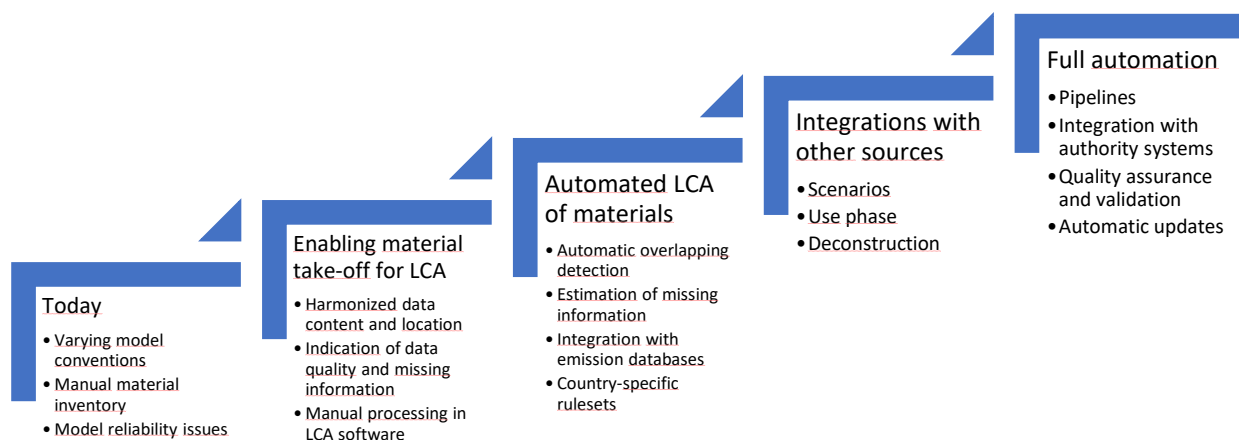 Today
• Varying model
conventions
• Manual material
inventory
• Model reliability issues
Enabling material
take-off for LCA
• Harmonized data
content and location
• Indication of data
quality and missing
information
• Manual processing in
LCA software
Automated LCA
of materials
• Automatic overlapping
detection
• Estimation of missing
information
• Integration with
emission databases
• Country-specific
rulesets
Integrations with
other sources
• Scenarios
• Use phase
• Deconstruction
Full automation
• Pipelines
• Integration with
authority systems
• Quality assurance
and validation
• Automatic updates